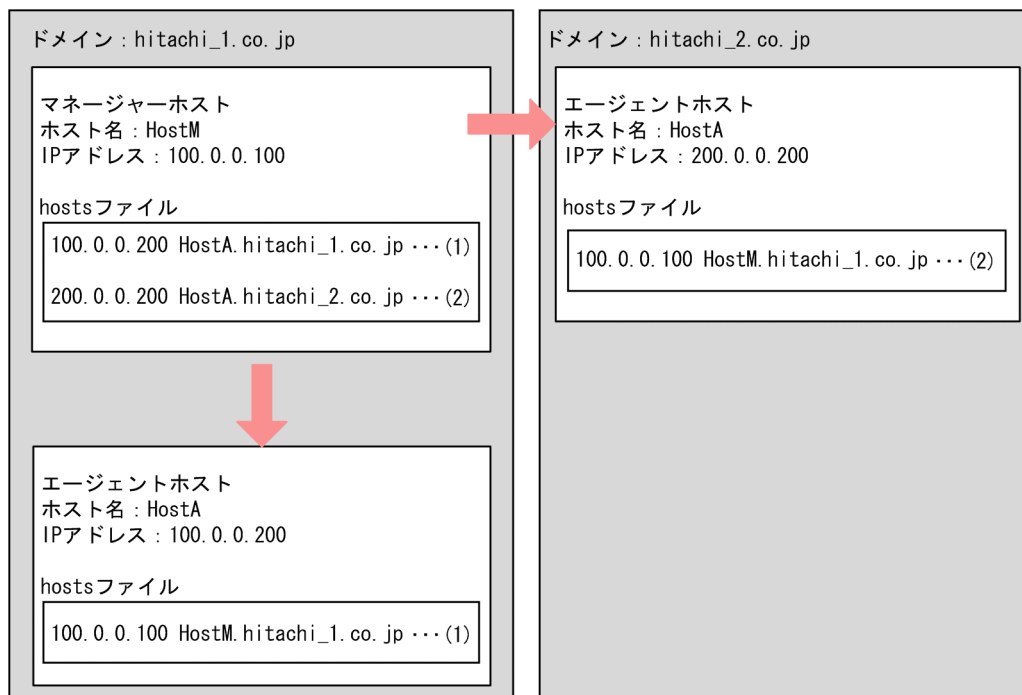 ドメイン：hitachi_1.co.jp
マネージャーホスト
ホスト名：HostM
IPアドレス：100.0.0.100
hostsファイル
100.0.0.200 HostA.hitachi_1.co.jp ･･･(1)
200.0.0.200 HostA.hitachi_2.co.jp ･･･(2)
エージェントホスト
ホスト名：HostA
IPアドレス：100.0.0.200
hostsファイル
100.0.0.100 HostM.hitachi_1.co.jp ･･･(1)
ドメイン：hitachi_2.co.jp
エージェントホスト
ホスト名：HostA
IPアドレス：200.0.0.200
hostsファイル
100.0.0.100 HostM.hitachi_1.co.jp ･･･(2)